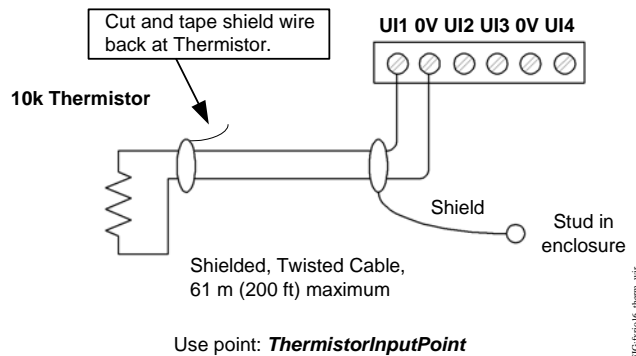 Cut and tape shield wire
back at Thermistor.
UI1 0V UI2 UI3 0V UI4
10k Thermistor
Shield
Stud in
enclosure
Shielded, Twisted Cable,
61 m (200 ft) maximum
Use point: ThermistorInputPoint